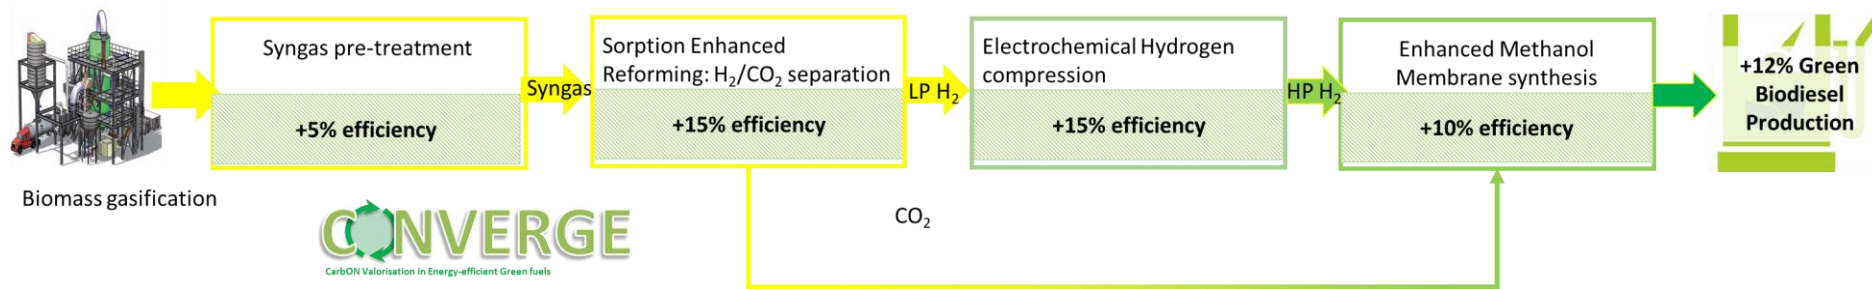 Biomass gasification
Syngas pre-treatment
+5% efficiency
Syngas
Sorption Enhanced
Reforming: H₂/CO₂ separation
+15% efficiency
LP H₂
Electrochemical Hydrogen
compression
+15% efficiency
HP H₂
Enhanced Methanol
Membrane synthesis
+10% efficiency
+12% Green
Biodiesel
Production
CO₂
CONVERGE
CarbON Valorisation in Energy-efficient Green fuels